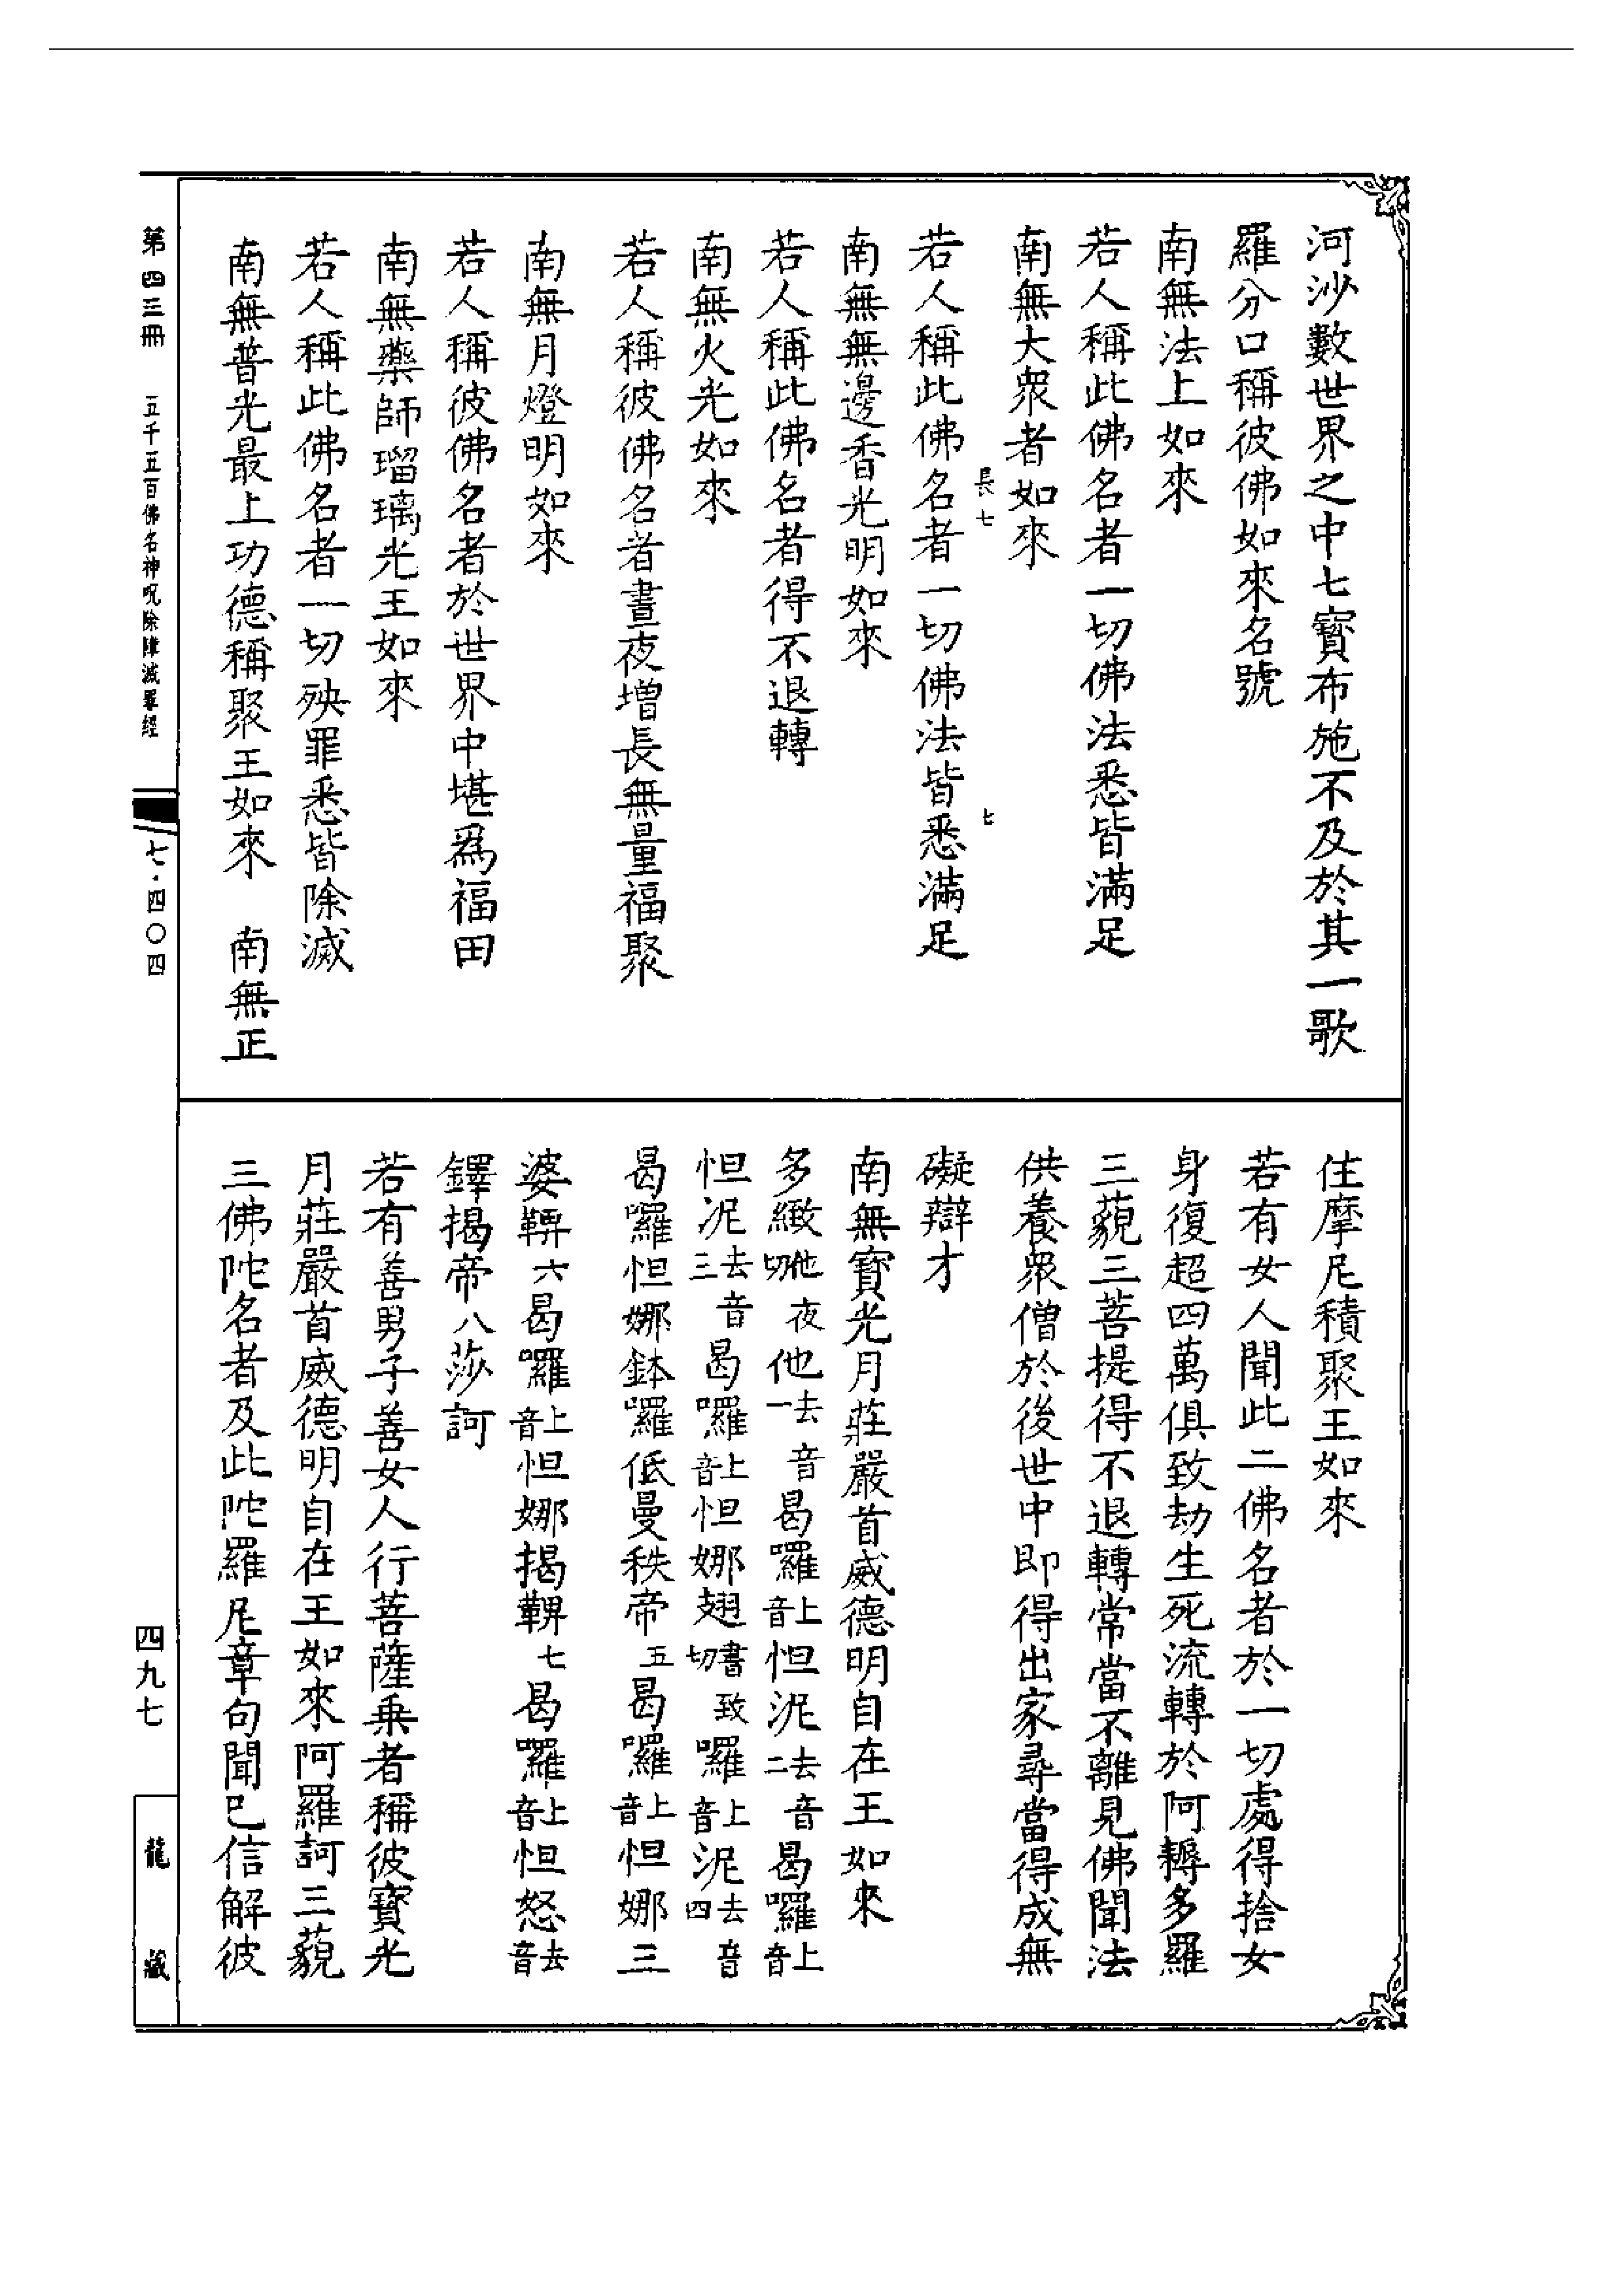 河沙數世界之中七寶布施不及於其一歌
羅分口稱彼佛如來名號
南無法上如來
若人稱此佛名者一切佛法悉皆滿足
南無大衆者如來
長七
七
若人稱此佛名者一切佛法皆悉滿足
南無無邊香光明如來
若人稱此佛名者得不退轉
南無火光如來
若人稱彼佛名者晝夜增長無量福聚
南無月燈明如來
若人稱彼佛名者於世界中堪爲福田
南無藥師瑠璃光王如來
若人稱此佛名者一切殃罪悉皆除滅
南無普光最上功德稱聚王如來 南無正
住摩尼積聚王如來
若有女人聞此二佛名者於一切處得捨女
身復超四萬俱致劫生死流轉於阿耨多羅
三藐三菩提得不退轉常當不離見佛聞法
供養衆僧於後世中即得出家尋當得成無
礙辯才
南無寶光月莊嚴首威德明自在王如來
多緻他夜切他去音一曷囉上音怛泥去音二曷囉上音
怛泥去音三曷囉上音怛娜翅書致切囉上音泥去音四
曷囉怛娜鉢囉低曼秩帝五曷囉上音怛娜三
婆鞞六曷囉上音怛娜揭鞞七曷囉上音怛怒去音
鐸揭帝八莎訶
若有善男子善女人行菩薩乘者稱彼寶光
月莊嚴首威德明自在王如來阿羅訶三藐
三佛陀名者及此陀羅尼章句聞已信解彼
第四三冊 五千五百佛名神呪除障滅罪經 七·四〇四
四九七
龍藏